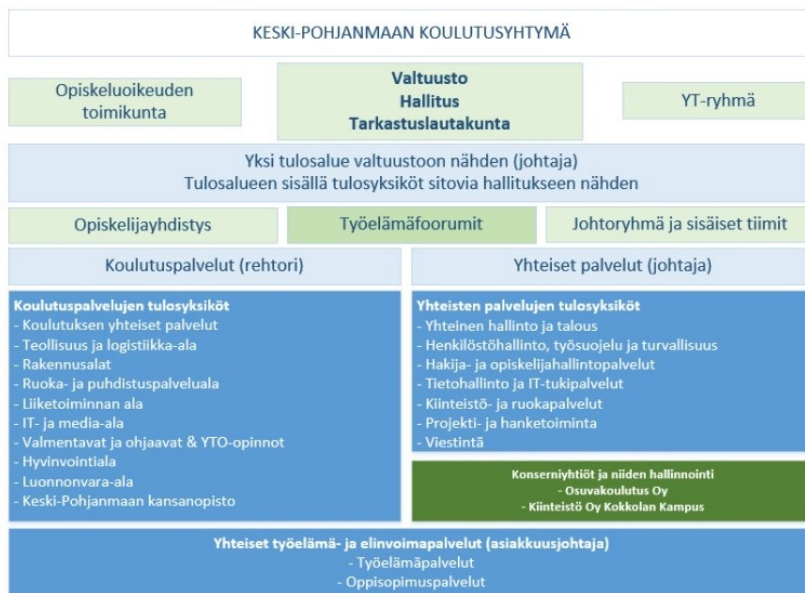 KESKI-POHJANMAAN KOULUTUSYHTYMÄ
Opiskeluoikeuden
toimikunta
Valtuusto
Hallitus
Tarkastuslautakunta
YT-ryhmä
Yksi tulosalue valtuustoon nähden (johtaja)
Tulosalueen sisällä tulosyksiköt sitovia hallitukseen nähden
Opiskelijayhdistys
Työelämäfoorumit
Johtoryhmä ja sisäiset tiimit
Koulutuspalvelut (rehtori)
Yhteiset palvelut (johtaja)
Koulutuspalvelujen tulosyksiköt
- Koulutuksen yhteiset palvelut
- Teollisuus ja logistiikka-ala
- Rakennusalat
- Ruoka- ja puhdistuspalveluala
- Liiketoiminnan ala
- IT- ja media-ala
- Valmentavat ja ohjaavat & YTO-opinnot
- Hyvinvointiala
- Luonnonvara-ala
- Keski-Pohjanmaan kansanopisto
Yhteisten palvelujen tulosyksiköt
- Yhteinen hallinto ja talous
- Henkilöstöhallinto, työsuojelu ja turvallisuus
- Hakija- ja opiskelijahallintopalvelut
- Tietohallinto ja IT-tukipalvelut
- Kiinteistö- ja ruokapalvelut
- Projekti- ja hanketoiminta
- Viestintä
Konserniyhtiöt ja niiden hallinnointi
- Osuvakoulutus Oy
- Kiinteistö Oy Kokkolan Kampus
Yhteiset työelämä- ja elinvoimapalvelut (asiakkuusjohtaja)
- Työelämäpalvelut
- Oppisopimuspalvelut